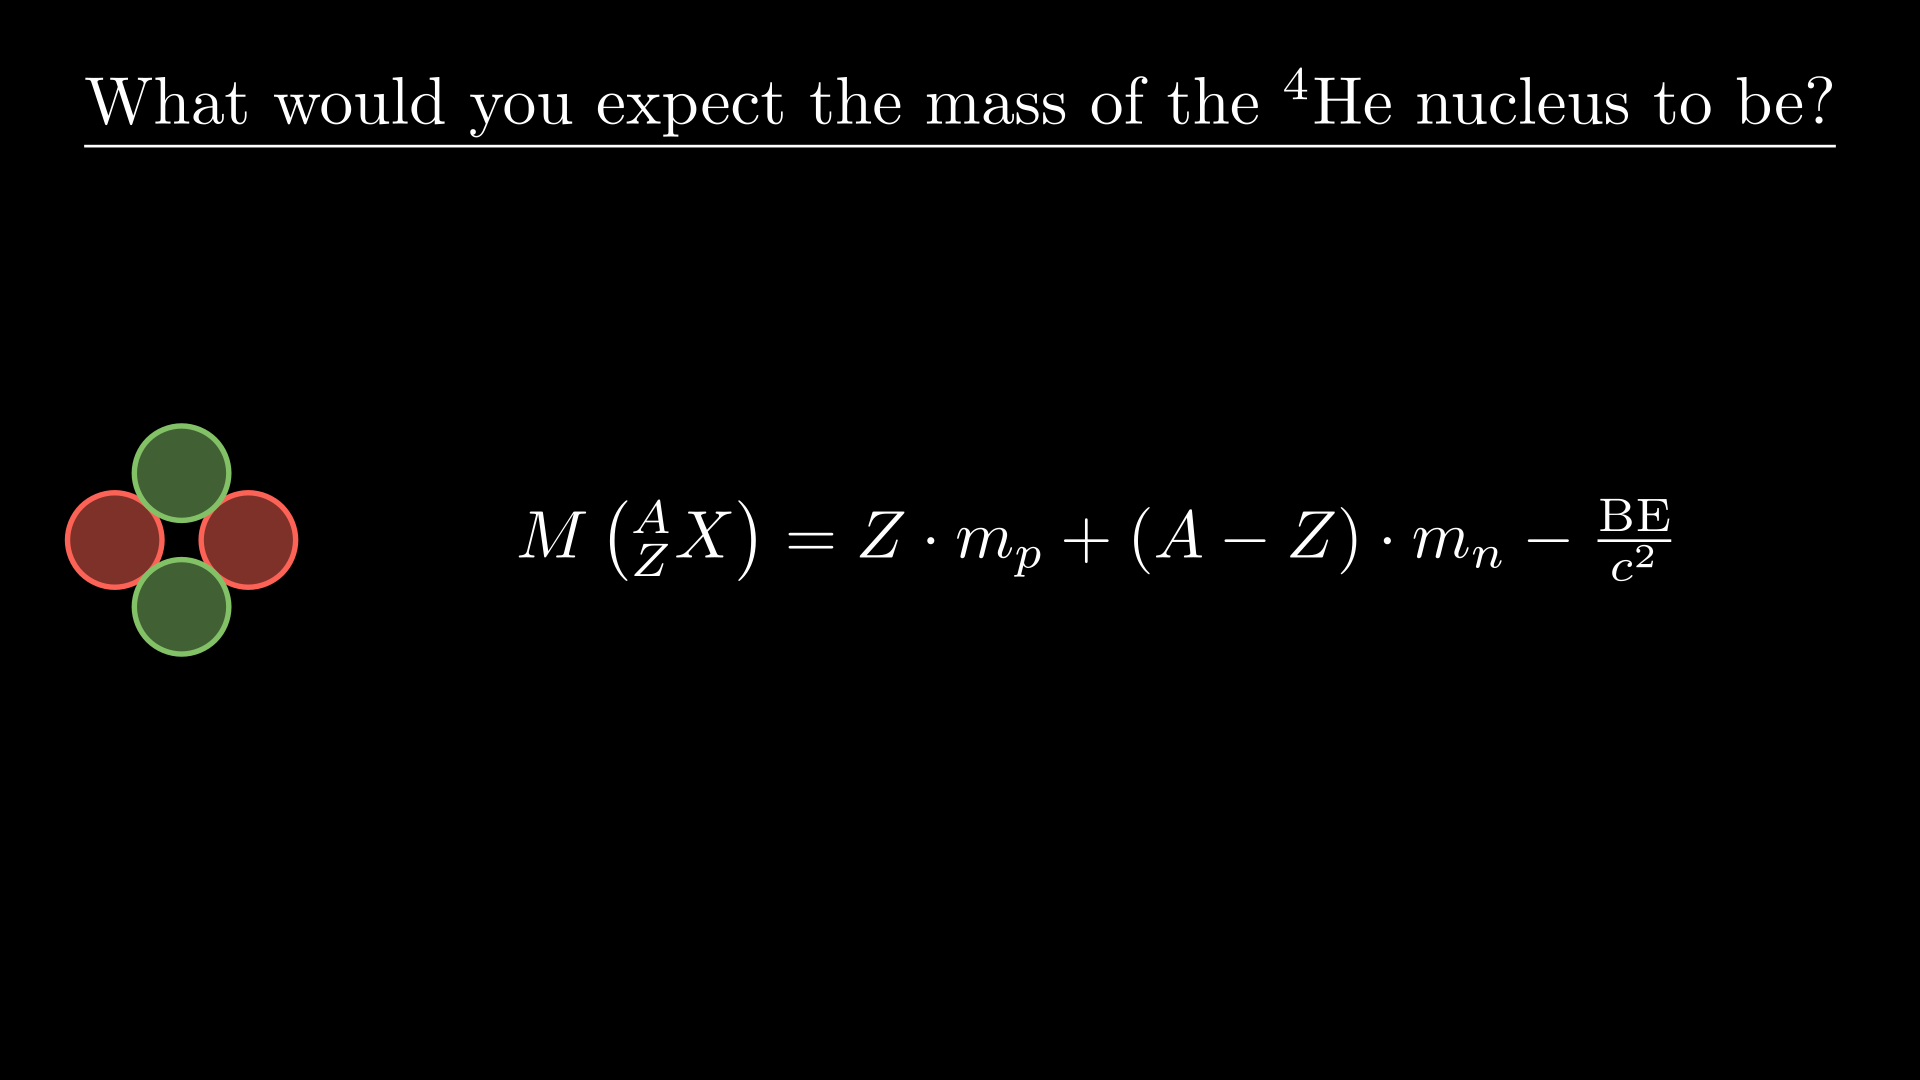 What would you expect the mass of the ⁴He nucleus to be?
M (^A_Z X) = Z · m_p + (A − Z) · m_n − BE/c²